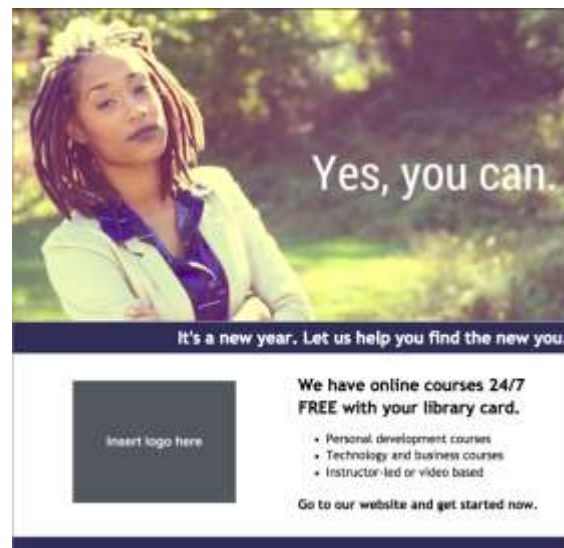 Yes, you can.
It's a new year. Let us help you find the new you.
Insert logo here
We have online courses 24/7
FREE with your library card.
• Personal development courses
• Technology and business courses
• Instructor-led or video based
Go to our website and get started now.